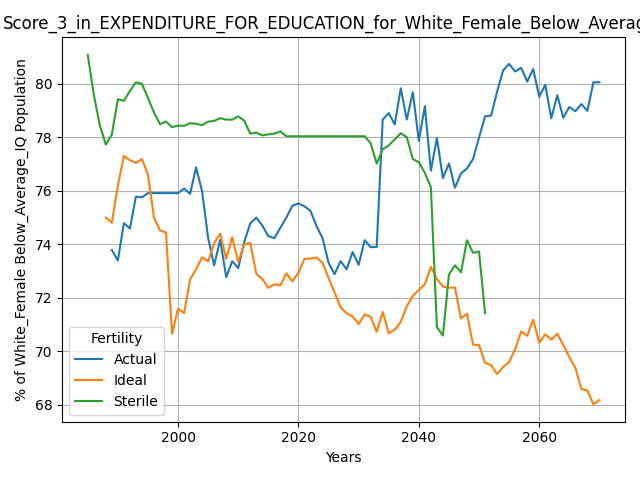 Score_3_in_EXPENDITURE_FOR_EDUCATION_for_White_Female_Below_Averag
% of White_Female Below_Average_IQ Population
80
78
76
74
72
70
68
Fertility
Actual
Ideal
Sterile
2000
2020
2040
2060
Years